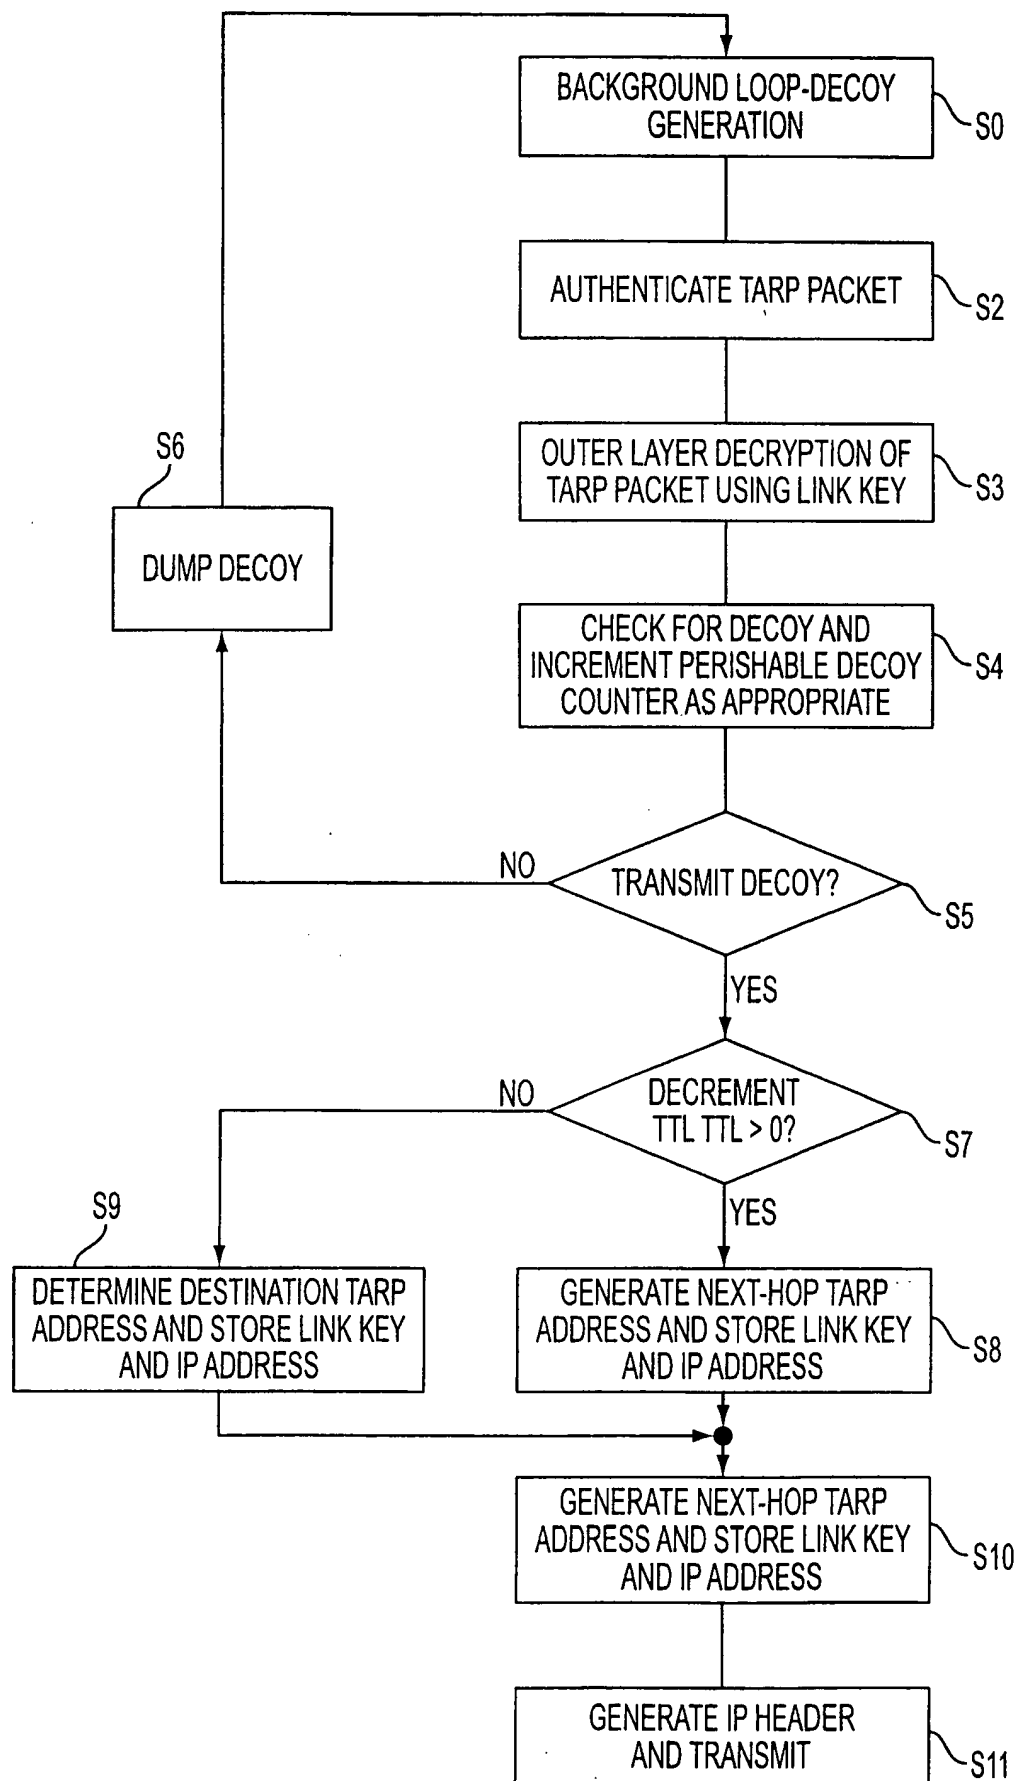 BACKGROUND LOOP-DECOY
GENERATION
S0
AUTHENTICATE TARP PACKET
S2
OUTER LAYER DECRYPTION OF
TARP PACKET USING LINK KEY
S3
S6
DUMP DECOY
CHECK FOR DECOY AND
INCREMENT PERISHABLE DECOY
COUNTER AS APPROPRIATE
S4
NO
TRANSMIT DECOY?
S5
YES
NO
DECREMENT
TTL TTL > 0?
S7
YES
S9
DETERMINE DESTINATION TARP
ADDRESS AND STORE LINK KEY
AND IP ADDRESS
GENERATE NEXT-HOP TARP
ADDRESS AND STORE LINK KEY
AND IP ADDRESS
S8
GENERATE NEXT-HOP TARP
ADDRESS AND STORE LINK KEY
AND IP ADDRESS
S10
GENERATE IP HEADER
AND TRANSMIT
S11